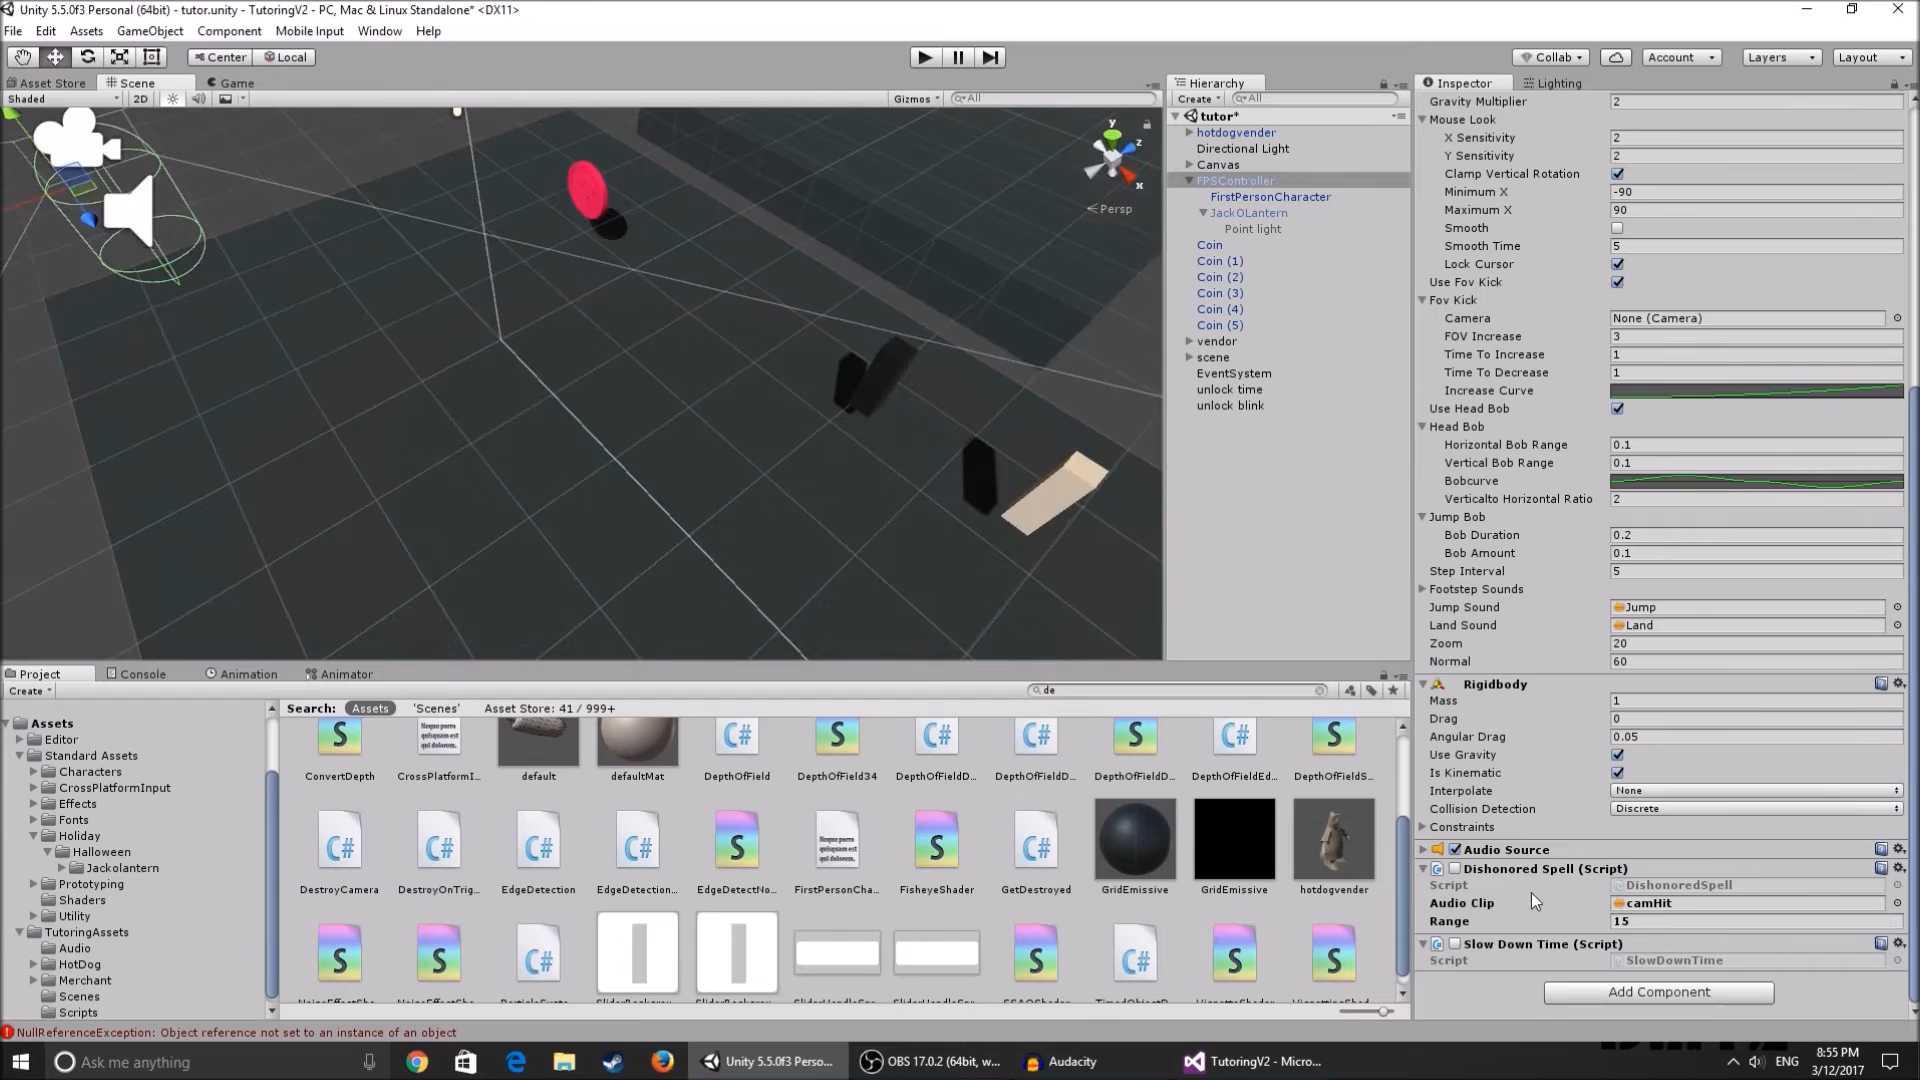 Unity 5.5.0f3 Personal (64bit) - tutor.unity - TutoringV2 - PC, Mac & Linux Standalone* <DX11>
File Edit Assets GameObject Component Mobile Input Window Help
Center Local Collab Account Layers Layout
Asset Store Scene Game
Shaded 2D Gizmos All
y
z
x
Persp
Hierarchy
Create All
tutor*
hotdogvender
Directional Light
Canvas
FPSController
FirstPersonCharacter
JackOLantern
Point light
Coin
Coin (1)
Coin (2)
Coin (3)
Coin (4)
Coin (5)
vendor
scene
EventSystem
unlock time
unlock blink
Inspector Lighting
Gravity Multiplier 2
Mouse Look
X Sensitivity 2
Y Sensitivity 2
Clamp Vertical Rotation
Minimum X -90
Maximum X 90
Smooth
Smooth Time 5
Lock Cursor
Use Fov Kick
Fov Kick
Camera None (Camera)
FOV Increase 3
Time To Increase 1
Time To Decrease 1
Increase Curve
Use Head Bob
Head Bob
Horizontal Bob Range 0.1
Vertical Bob Range 0.1
Bobcurve
Verticalto Horizontal Ratio 2
Jump Bob
Bob Duration 0.2
Bob Amount 0.1
Step Interval 5
Footstep Sounds
Jump Sound Jump
Land Sound Land
Zoom 20
Normal 60
Rigidbody
Mass 1
Drag 0
Angular Drag 0.05
Use Gravity
Is Kinematic
Interpolate None
Collision Detection Discrete
Constraints
Audio Source
Dishonored Spell (Script)
Script DishonoredSpell
Audio Clip camHit
Range 15
Slow Down Time (Script)
Script SlowDownTime
Add Component
Project Console Animation Animator
Create de
Assets
Editor
Standard Assets
Characters
CrossPlatformInput
Effects
Fonts
Holiday
Halloween
Jackolantern
Prototyping
Shaders
Utility
TutoringAssets
Audio
HotDog
Merchant
Scenes
Scripts
Search: Assets 'Scenes' Asset Store: 41 / 999+
ConvertDepth CrossPlatformI... default defaultMat DepthOfField DepthOfField34 DepthOfFieldD... DepthOfFieldD... DepthOfFieldD... DepthOfFieldEd... DepthOfFieldS...
DestroyCamera DestroyOnTrig... EdgeDetection EdgeDetection... EdgeDetectNo... FirstPersonCha... FisheyeShader GetDestroyed GridEmissive GridEmissive hotdogvender
NullReferenceException: Object reference not set to an instance of an object
Ask me anything Unity 5.5.0f3 Perso... OBS 17.0.2 (64bit, w... Audacity TutoringV2 - Micro... ENG 8:55 PM
3/12/2017